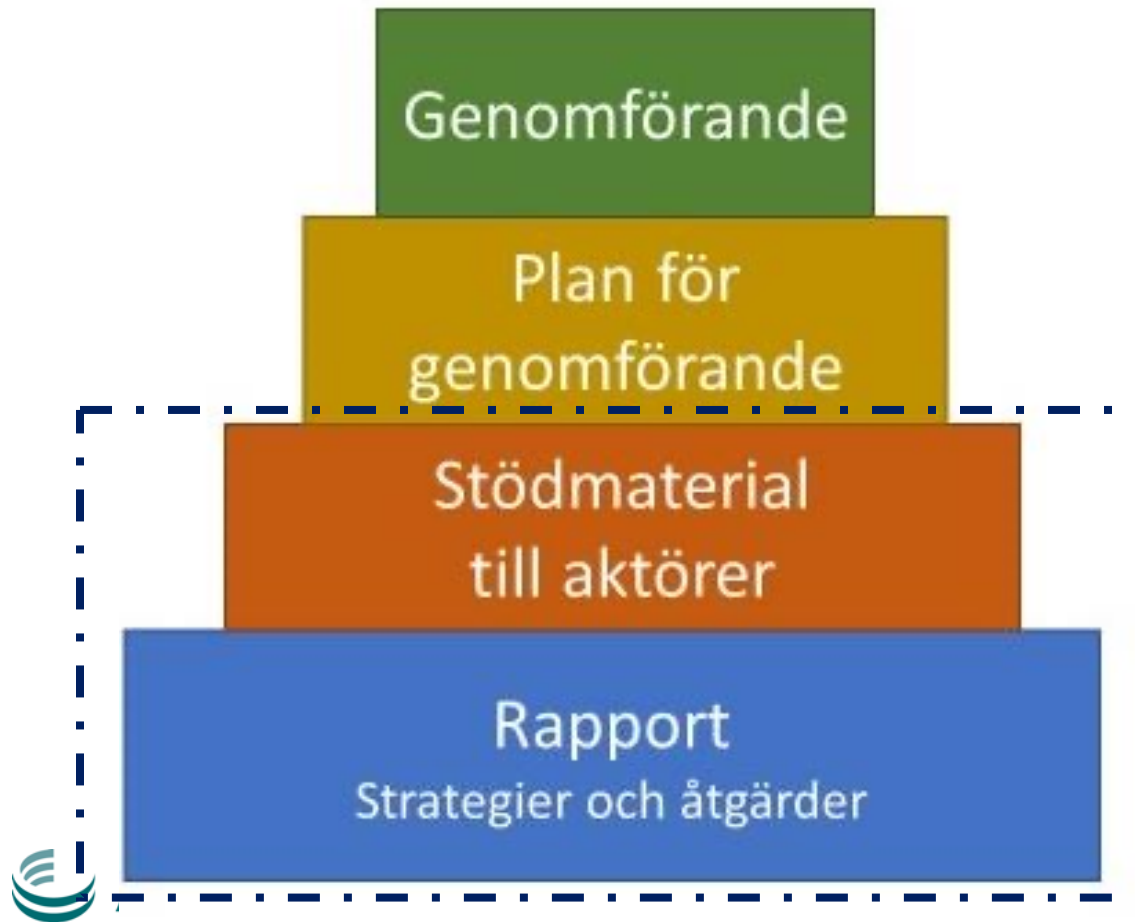 Genomförande
Plan för
genomförande
Stödmaterial
till aktörer
Rapport
Strategier och åtgärder